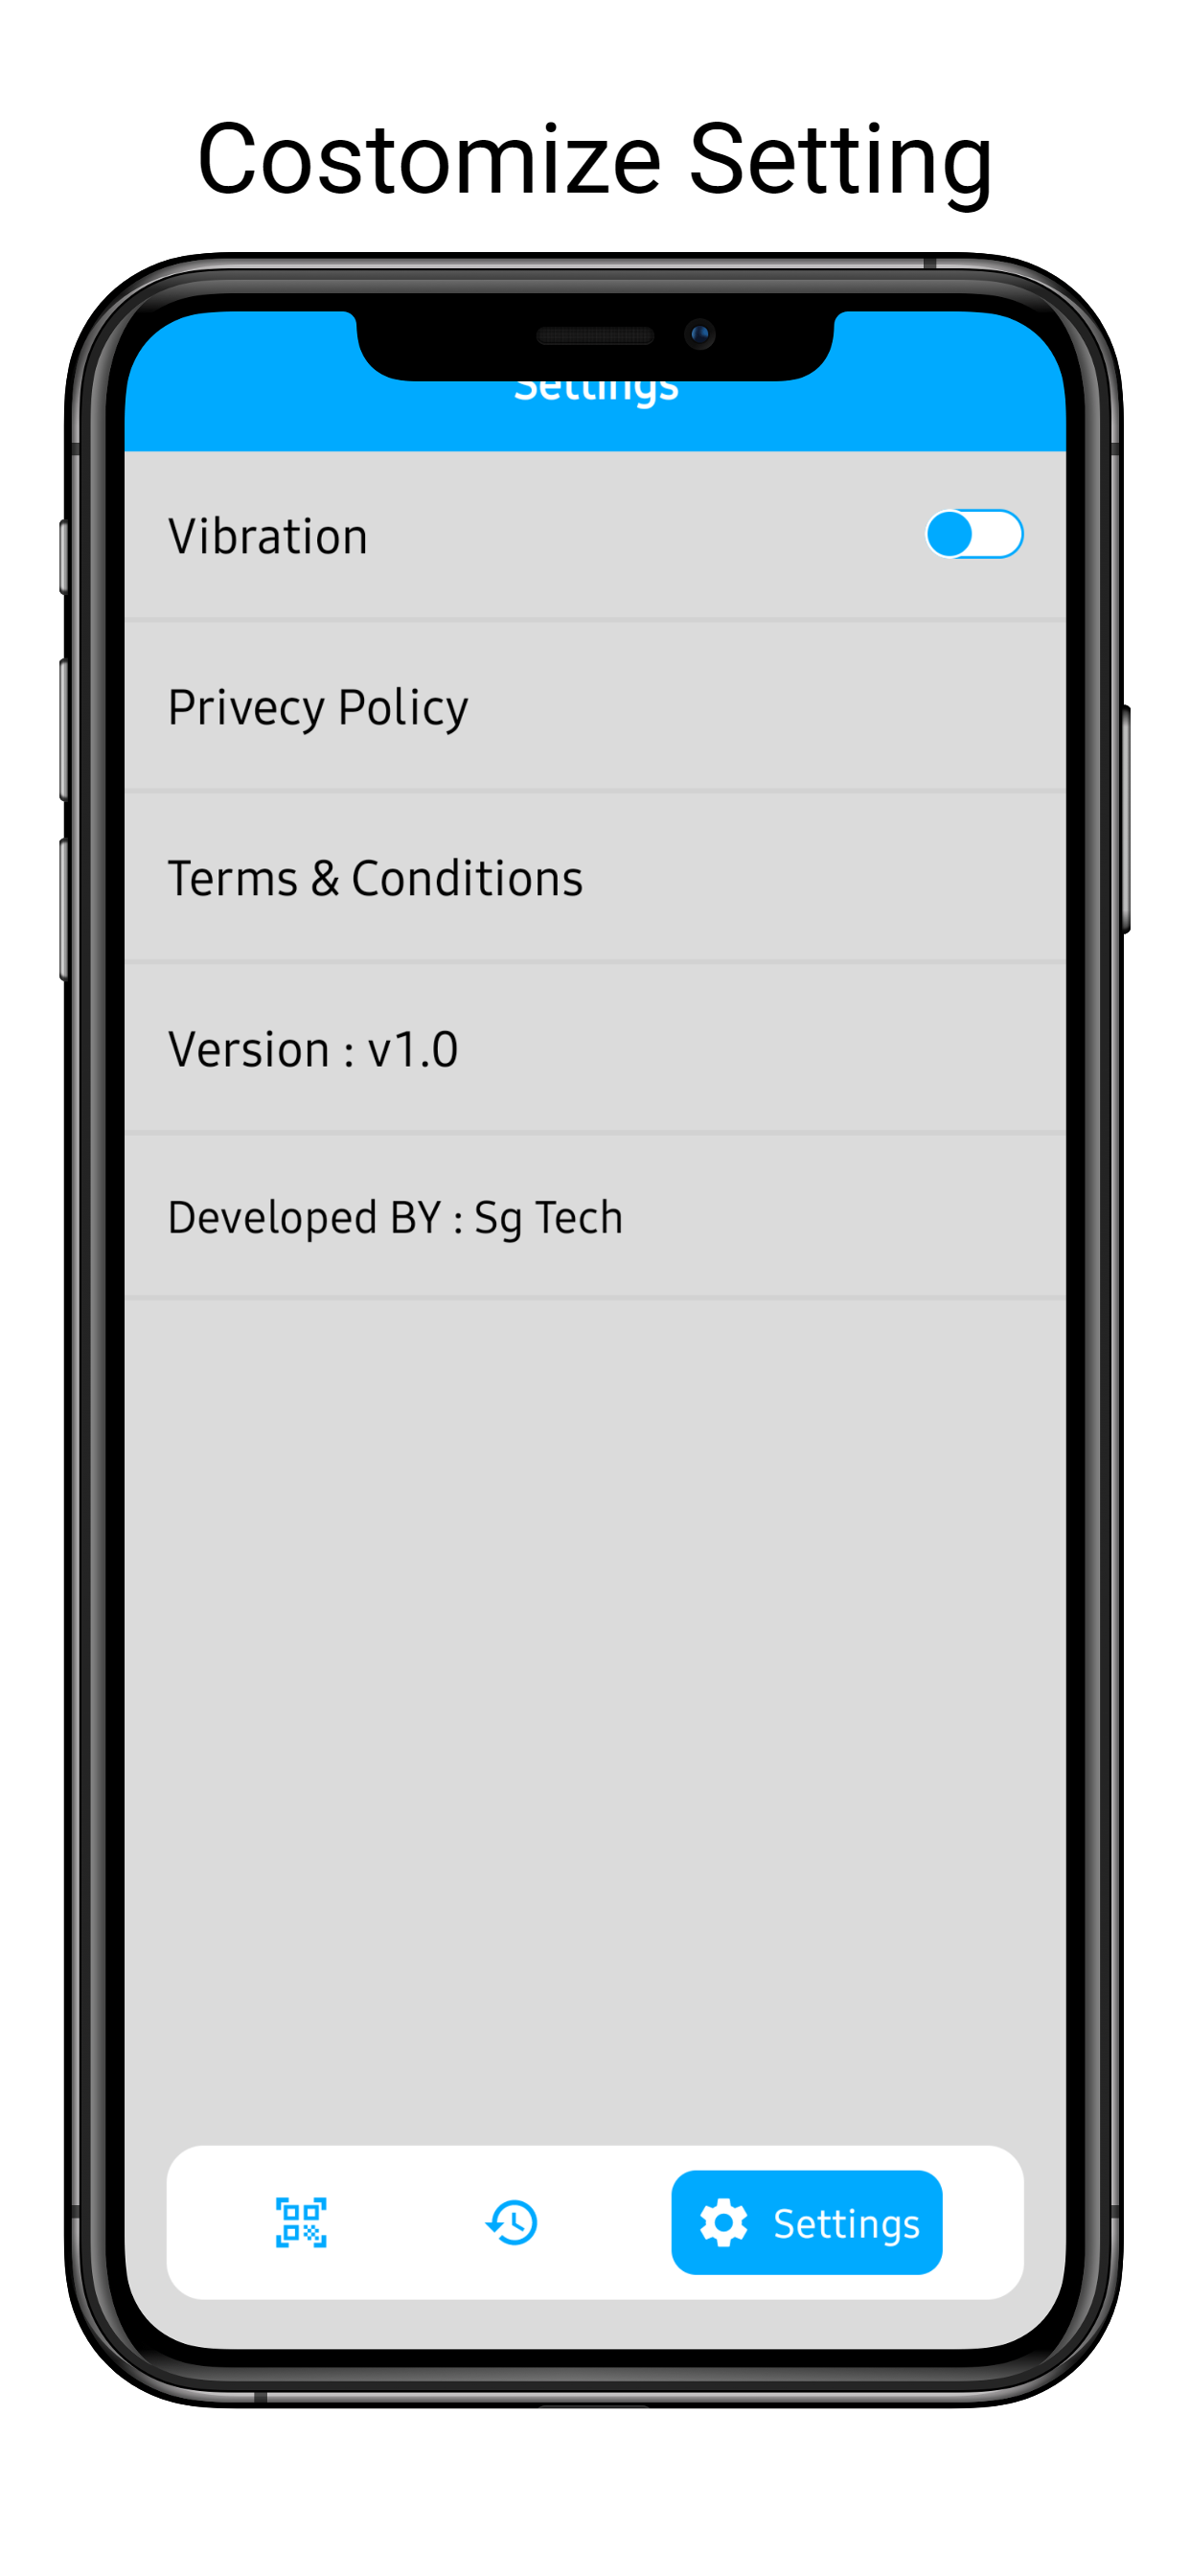 Costomize Setting
Settings
Vibration
Privecy Policy
Terms & Conditions
Version : v1.0
Developed BY : Sg Tech
Settings